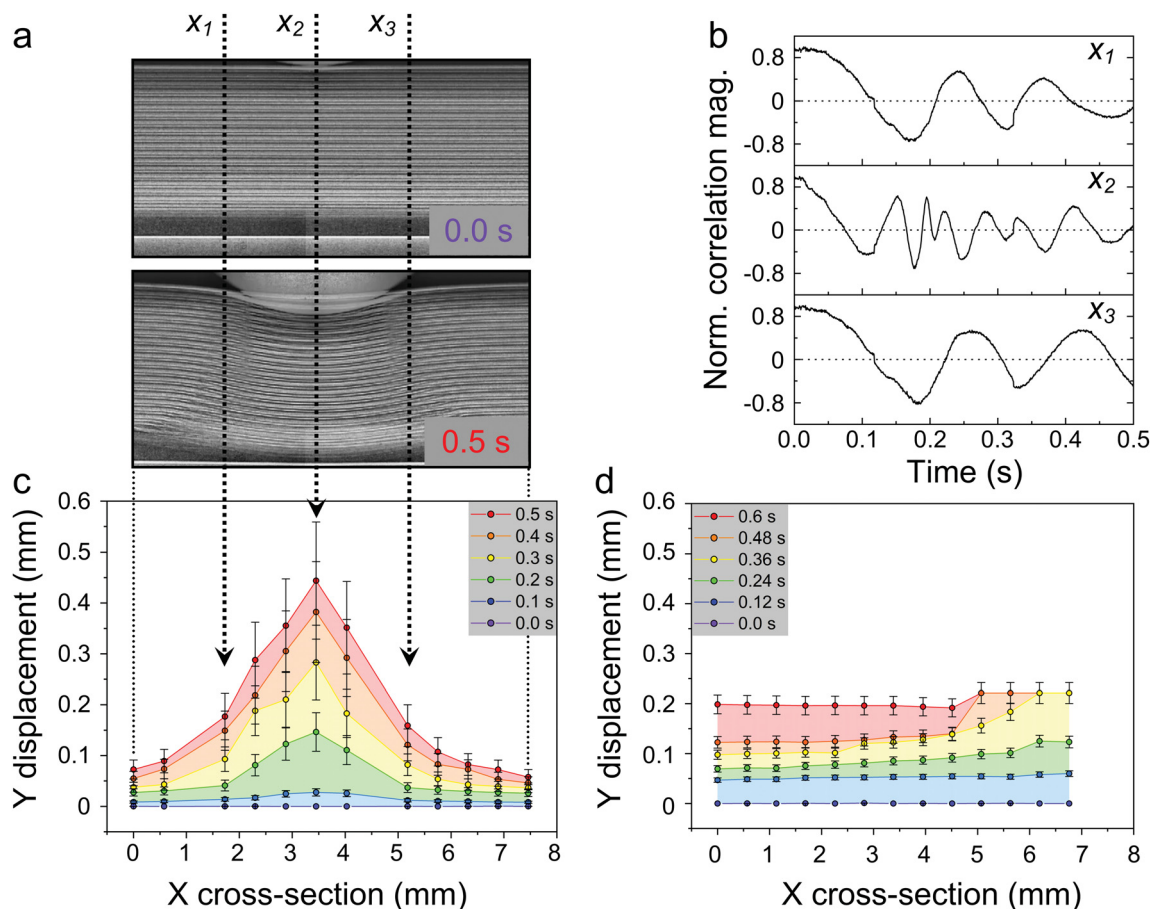 a
x1
x2
x3
0.0 s
0.5 s
b
Norm. correlation mag.
0.8
0
-0.8
x1
0.8
0
-0.8
x2
0.8
0
-0.8
x3
0.0 0.1 0.2 0.3 0.4 0.5
Time (s)
c
Y displacement (mm)
0.6
0.5
0.4
0.3
0.2
0.1
0
0.5 s
0.4 s
0.3 s
0.2 s
0.1 s
0.0 s
0 1 2 3 4 5 6 7 8
X cross-section (mm)
d
Y displacement (mm)
0.6
0.5
0.4
0.3
0.2
0.1
0
0.6 s
0.48 s
0.36 s
0.24 s
0.12 s
0.0 s
0 1 2 3 4 5 6 7 8
X cross-section (mm)